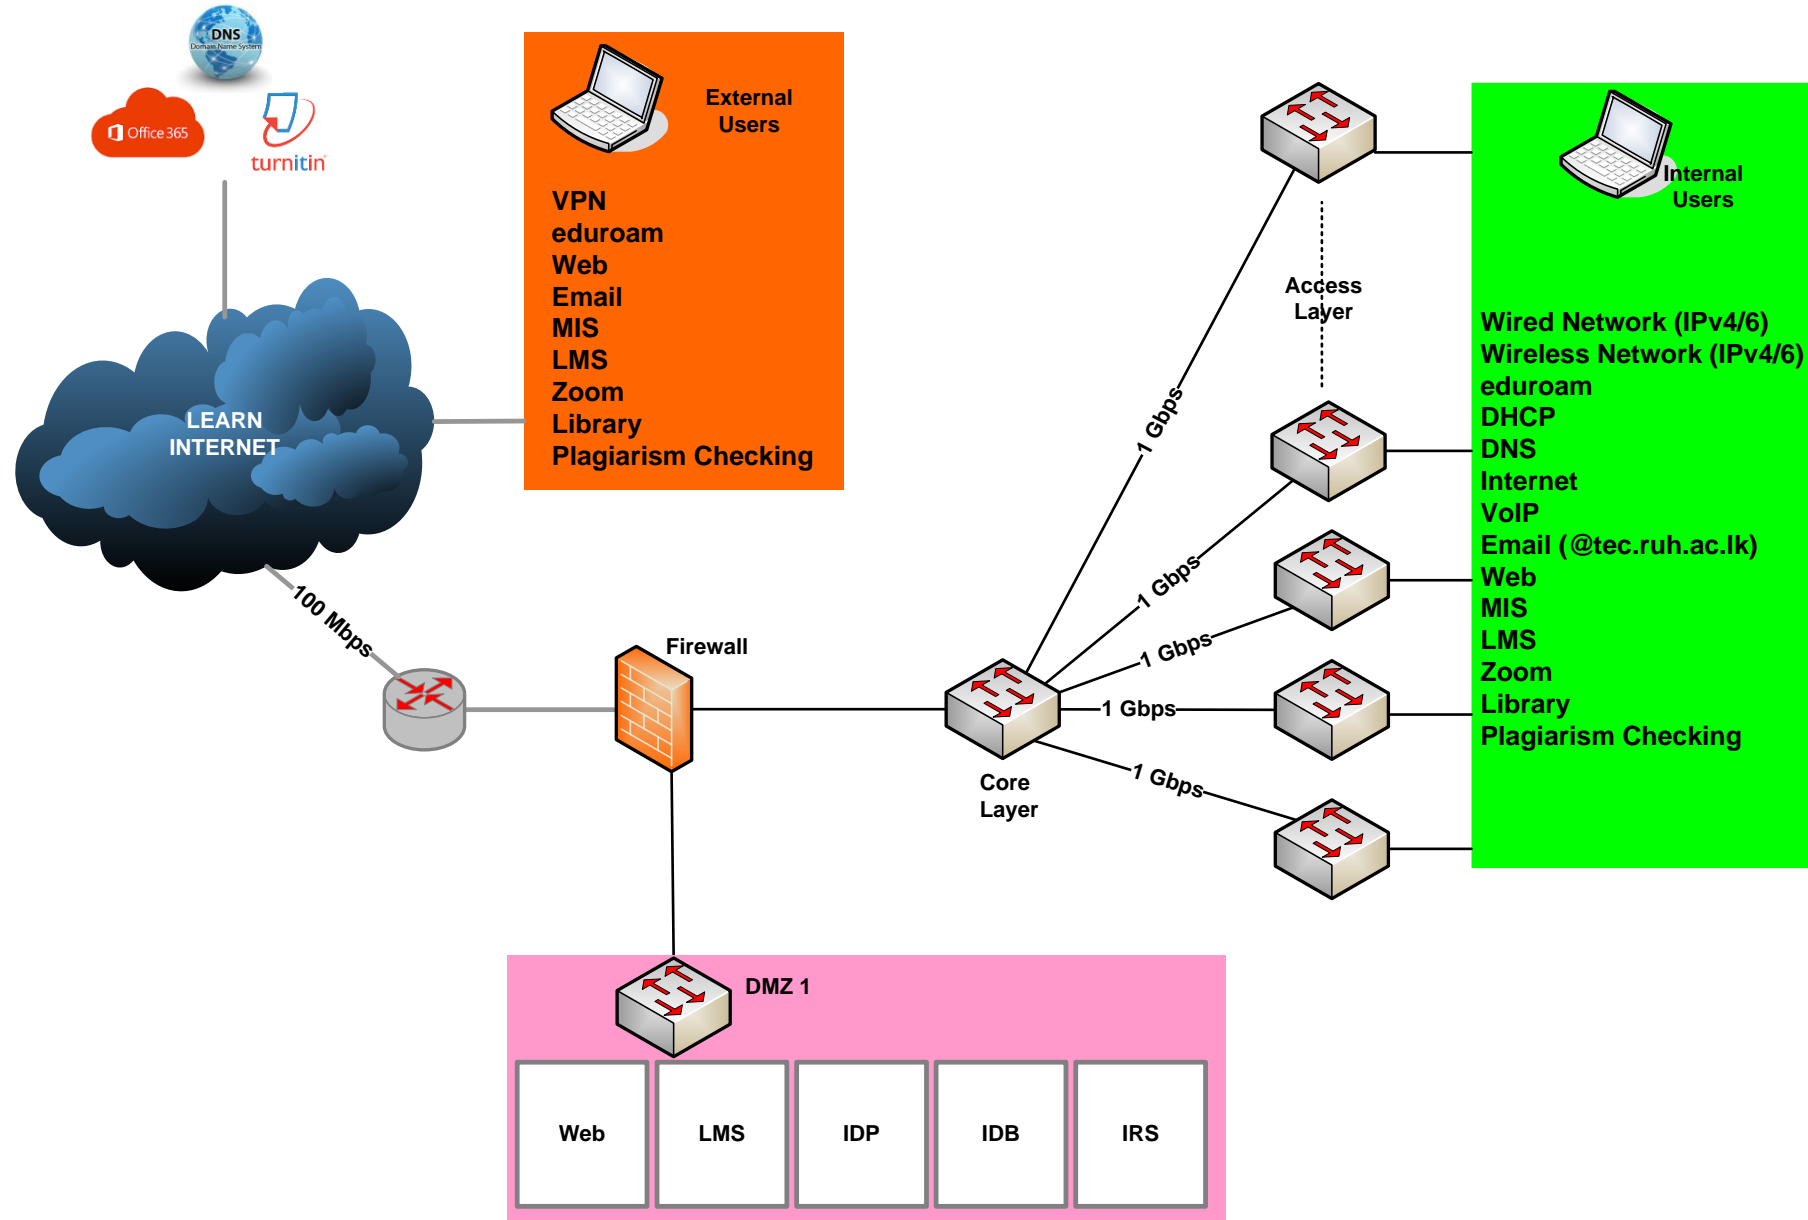 DNS
Domain Name System
Office 365
turnitin
External
Users
VPN
eduroam
Web
Email
MIS
LMS
Zoom
Library
Plagiarism Checking
LEARN
INTERNET
100 Mbps
Firewall
Core
Layer
1 Gbps
1 Gbps
1 Gbps
1 Gbps
1 Gbps
Access
Layer
Internal
Users
Wired Network (IPv4/6)
Wireless Network (IPv4/6)
eduroam
DHCP
DNS
Internet
VoIP
Email (@tec.ruh.ac.lk)
Web
MIS
LMS
Zoom
Library
Plagiarism Checking
DMZ 1
Web
LMS
IDP
IDB
IRS